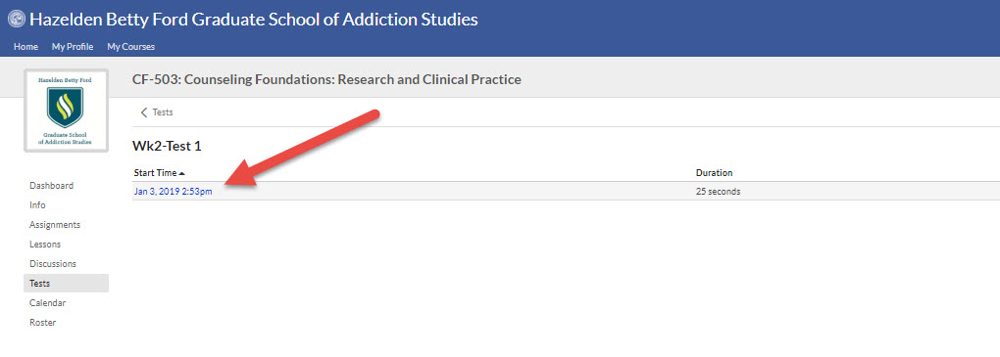 Hazelden Betty Ford Graduate School of Addiction Studies
Home My Profile My Courses
Hazelden Betty Ford
Graduate School
of Addiction Studies
CF-503: Counseling Foundations: Research and Clinical Practice
Tests
Wk2-Test 1
Start Time Duration
Jan 3, 2019 2:53pm 25 seconds
Dashboard
Info
Assignments
Lessons
Discussions
Tests
Calendar
Roster